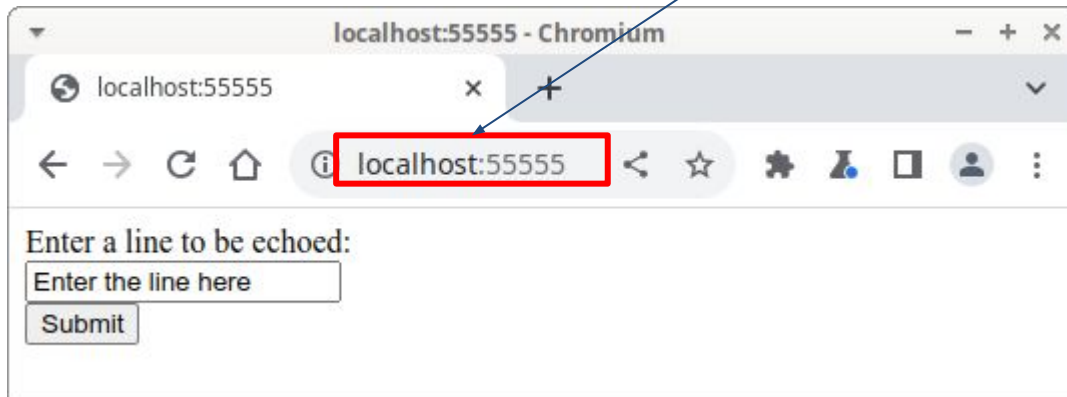 localhost:55555 - Chromium
localhost:55555
localhost:55555
Enter a line to be echoed:
Enter the line here
Submit